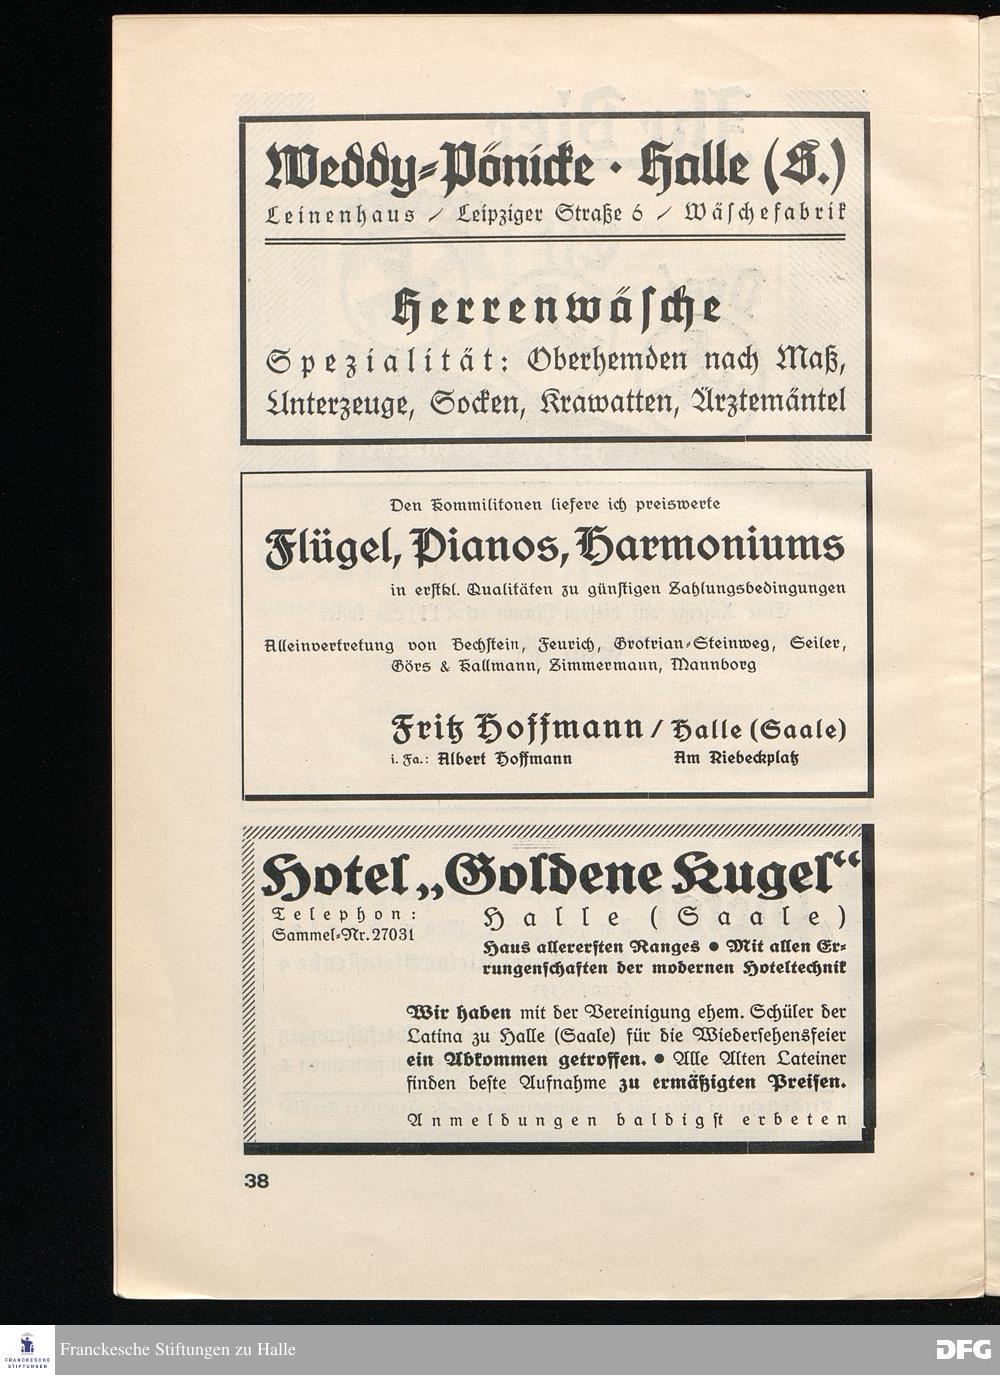 Weddy-Pönicke · Halle (S.)
Leinenhaus / Leipziger Straße 6 / Wäschefabrik
Herrenwäsche
Spezialität: Oberhemden nach Maß,
Unterzeuge, Socken, Krawatten, Ärztemäntel
Den Kommilitonen liefere ich preiswerte
Flügel, Pianos, Harmoniums
in erstkl. Qualitäten zu günstigen Zahlungsbedingungen
Alleinvertretung von Bechstein, Feurich, Grotrian-Steinweg, Seiler,
Görs & Kallmann, Zimmermann, Mannborg
Fritz Hoffmann / Halle (Saale)
i. Fa.: Albert Hoffmann Am Riebeckplatz
Hotel „Goldene Kugel“
Telephon: Halle (Saale)
Sammel-Nr. 27031
Haus allerersten Ranges ● Mit allen Er-
rungenschaften der modernen Hoteltechnik
Wir haben mit der Vereinigung ehem. Schüler der
Latina zu Halle (Saale) für die Wiedersehensfeier
ein Abkommen getroffen. ● Alle Alten Lateiner
finden beste Aufnahme zu ermäßigten Preisen.
Anmeldungen baldigst erbeten
38
FRANCKESCHE
STIFTUNGEN
Franckesche Stiftungen zu Halle
DFG